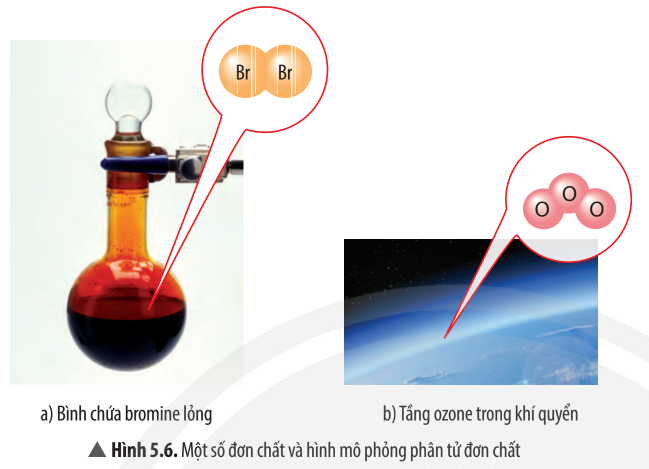 Br Br
O O O
a) Bình chứa bromine lỏng
b) Tầng ozone trong khí quyển
▲ Hình 5.6. Một số đơn chất và hình mô phỏng phân tử đơn chất